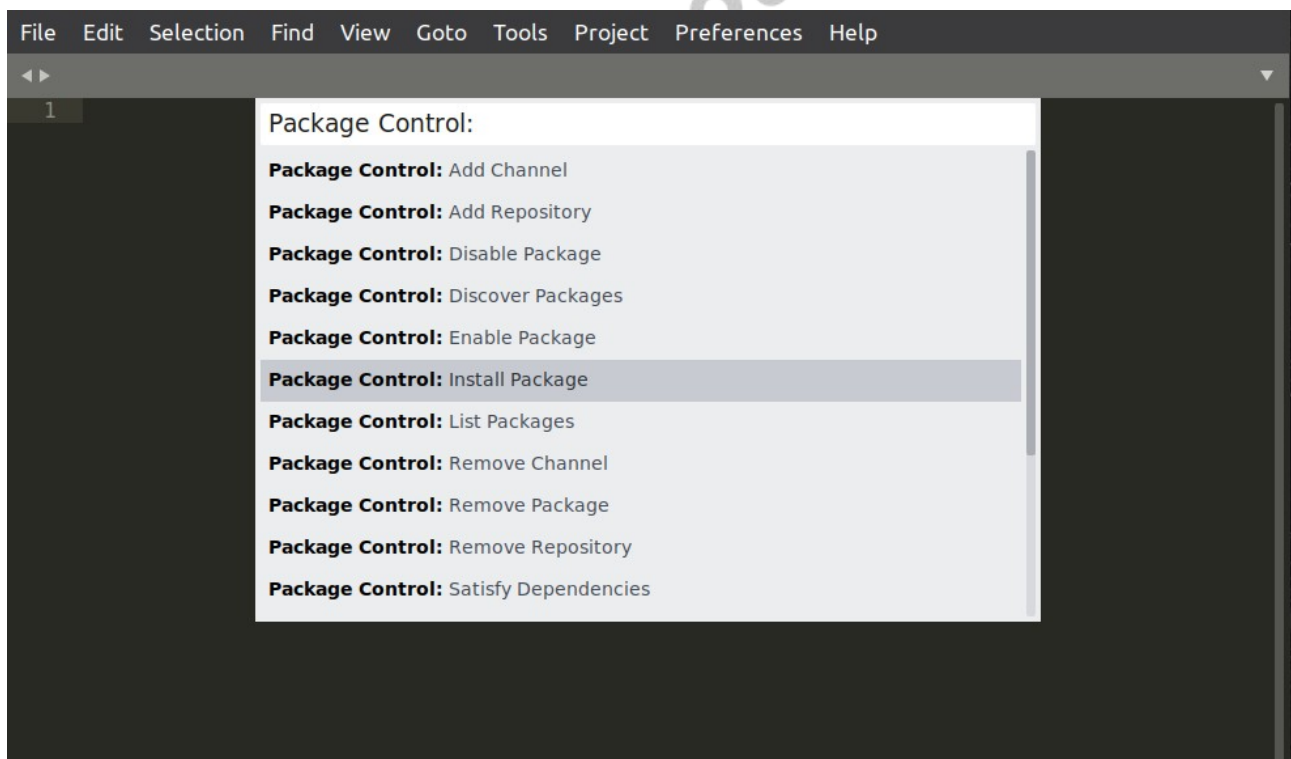 File Edit Selection Find View Goto Tools Project Preferences Help
1
Package Control:
Package Control: Add Channel
Package Control: Add Repository
Package Control: Disable Package
Package Control: Discover Packages
Package Control: Enable Package
Package Control: Install Package
Package Control: List Packages
Package Control: Remove Channel
Package Control: Remove Package
Package Control: Remove Repository
Package Control: Satisfy Dependencies